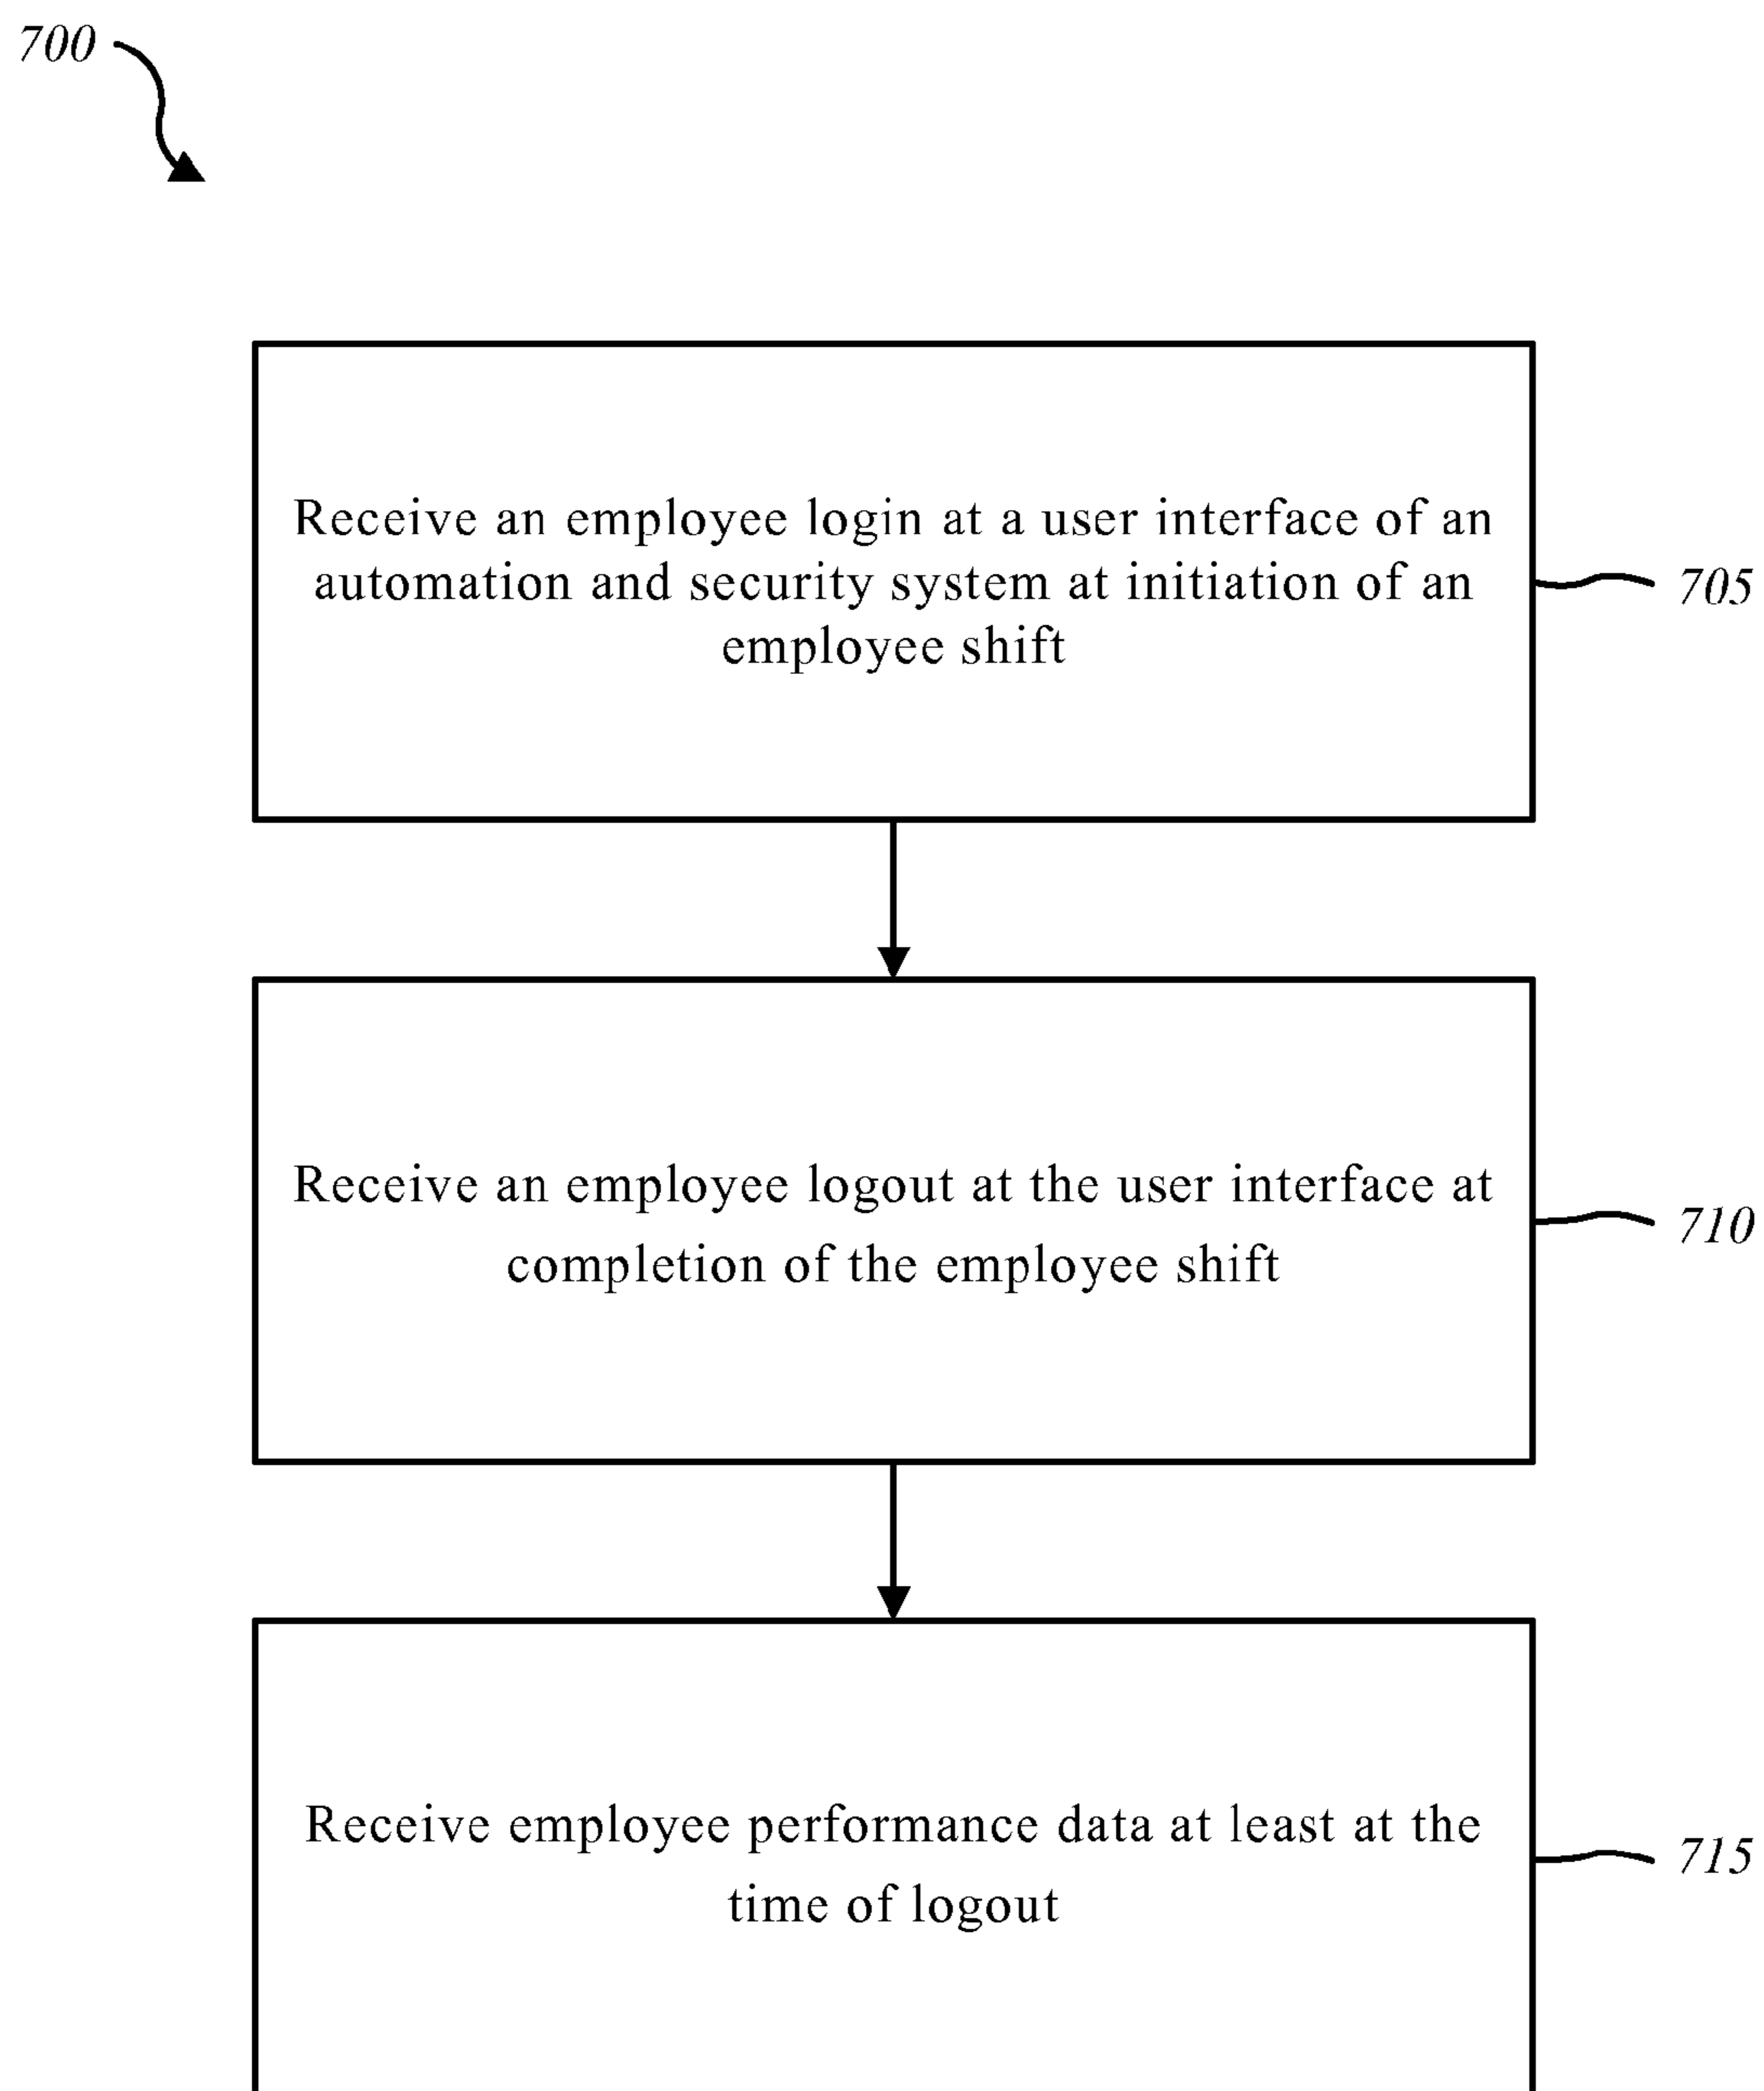 700
Receive an employee login at a user interface of an
automation and security system at initiation of an
employee shift
705
Receive an employee logout at the user interface at
completion of the employee shift
710
Receive employee performance data at least at the
time of logout
715